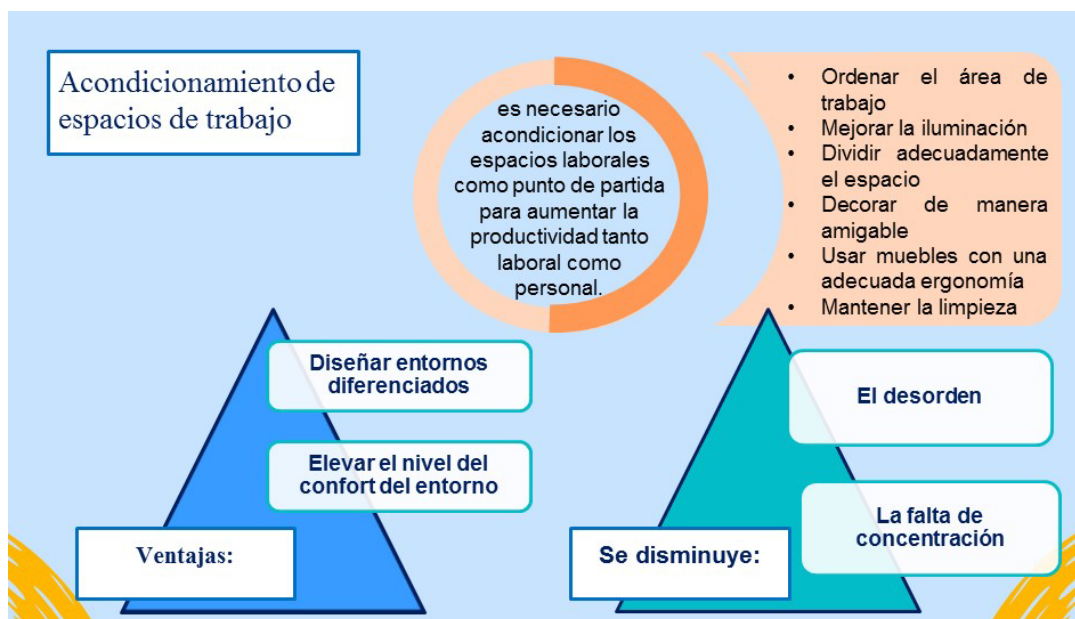 Acondicionamiento de
espacios de trabajo
es necesario
acondicionar los
espacios laborales
como punto de partida
para aumentar la
productividad tanto
laboral como
personal.
• Ordenar el área de
trabajo
• Mejorar la iluminación
• Dividir adecuadamente
el espacio
• Decorar de manera
amigable
• Usar muebles con una
adecuada ergonomía
• Mantener la limpieza
Diseñar entornos
diferenciados
Elevar el nivel del
confort del entorno
Ventajas:
El desorden
La falta de
concentración
Se disminuye: